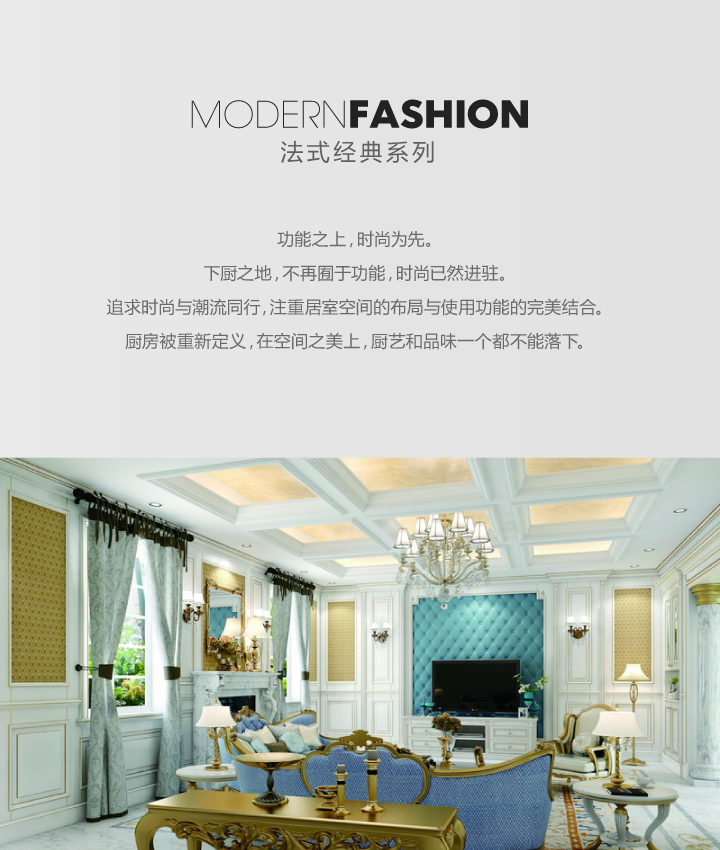 MODERNFASHION
法式经典系列
功能之上,时尚为先。
下厨之地,不再囿于功能,时尚已然进驻。
追求时尚与潮流同行,注重居室空间的布局与使用功能的完美结合。
厨房被重新定义,在空间之美上,厨艺和品味一个都不能落下。